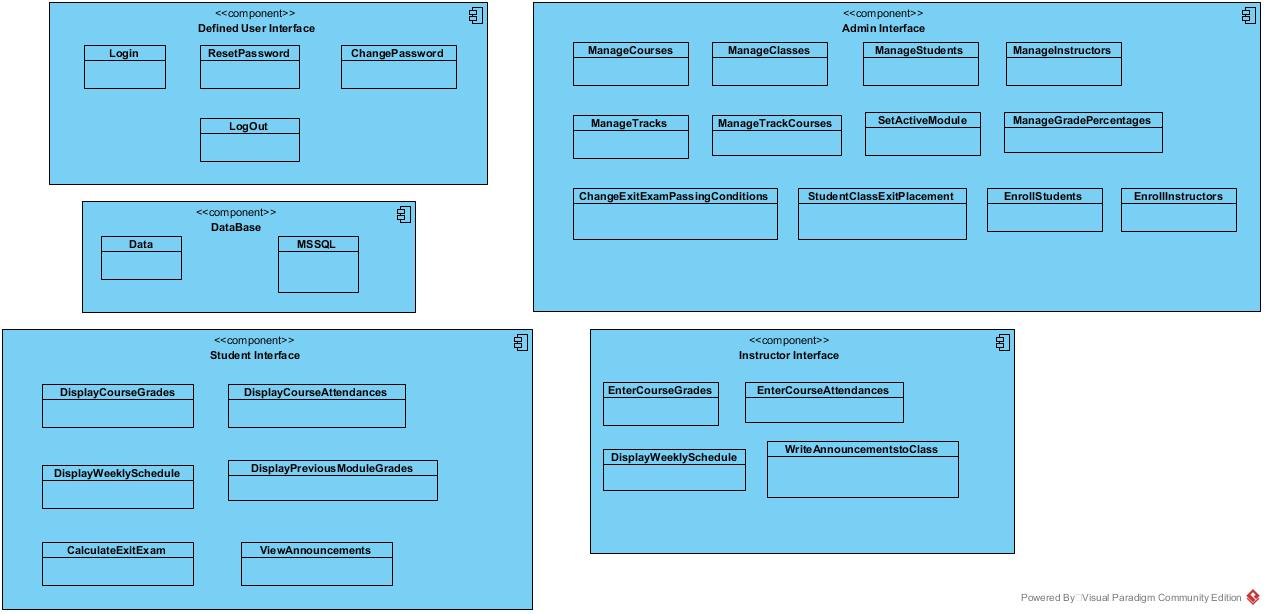 <<component>>
Defined User Interface
Login
ResetPassword
ChangePassword
LogOut
<<component>>
Admin Interface
ManageCourses
ManageClasses
ManageStudents
ManageInstructors
ManageTracks
ManageTrackCourses
SetActiveModule
ManageGradePercentages
ChangeExitExamPassingConditions
StudentClassExitPlacement
EnrollStudents
EnrollInstructors
<<component>>
DataBase
Data
MSSQL
<<component>>
Student Interface
DisplayCourseGrades
DisplayCourseAttendances
DisplayWeeklySchedule
DisplayPreviousModuleGrades
CalculateExitExam
ViewAnnouncements
<<component>>
Instructor Interface
EnterCourseGrades
EnterCourseAttendances
DisplayWeeklySchedule
WriteAnnouncementstoClass
Powered By Visual Paradigm Community Edition